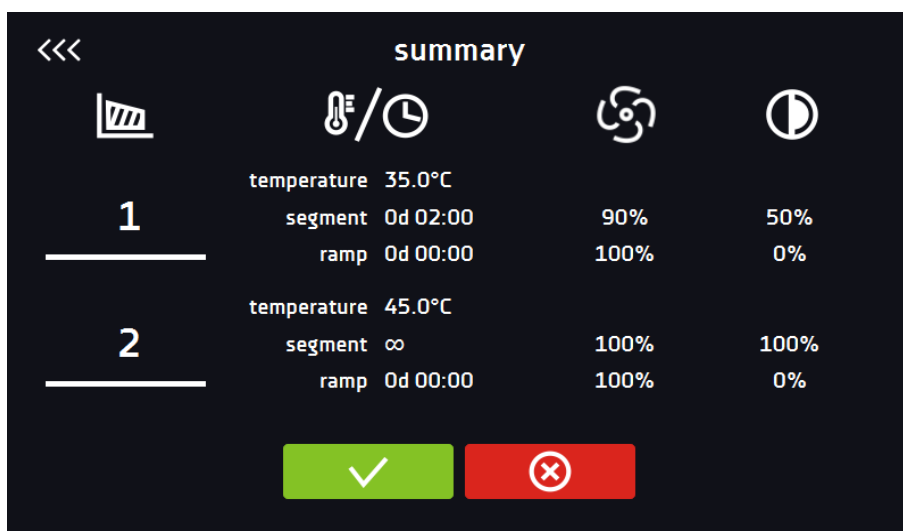 <<< summary
temperature 35.0°C
1 segment 0d 02:00 90% 50%
ramp 0d 00:00 100% 0%
temperature 45.0°C
2 segment ∞ 100% 100%
ramp 0d 00:00 100% 0%